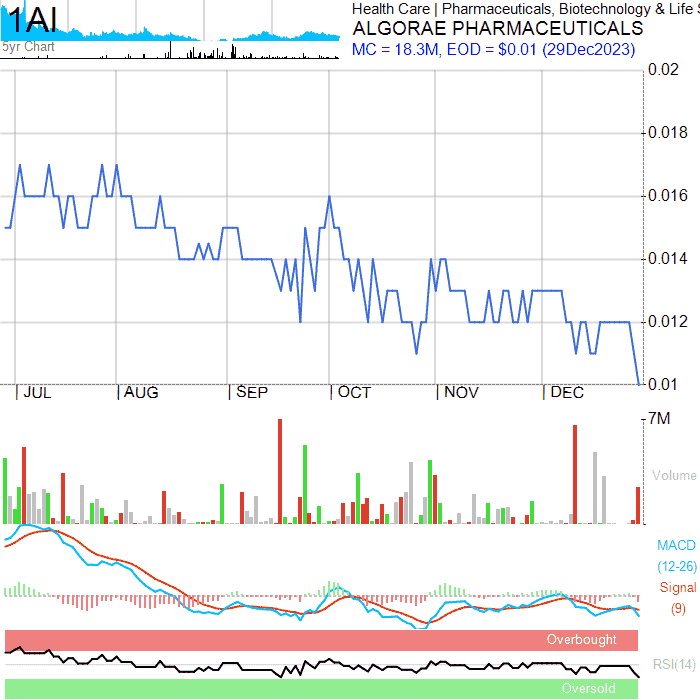 1AI
Health Care | Pharmaceuticals, Biotechnology & Life S
ALGORAE PHARMACEUTICALS
5yr Chart
MC = 18.3M, EOD = $0.01 (29Dec2023)
0.02
0.018
0.016
0.014
0.012
0.01
| JUL | AUG | SEP | OCT | NOV | DEC
7M
Volume
MACD
(12-26)
Signal
(9)
Overbought
RSI(14)
Oversold